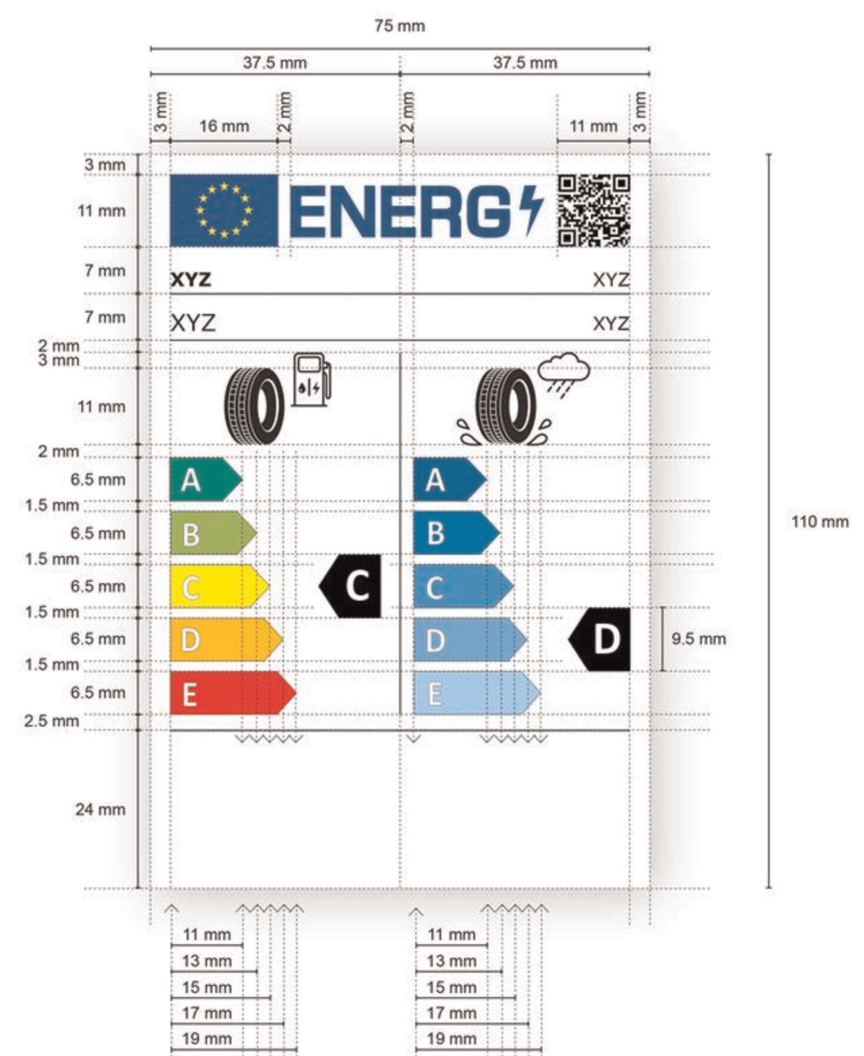 75 mm
37.5 mm 37.5 mm
3 mm 16 mm 2 mm 2 mm 11 mm 3 mm
3 mm
11 mm ENERG
7 mm XYZ XYZ
7 mm XYZ XYZ
2 mm
3 mm
11 mm
2 mm
6.5 mm A A
1.5 mm
6.5 mm B B 110 mm
1.5 mm
6.5 mm C C C
1.5 mm
6.5 mm D D D 9.5 mm
1.5 mm
6.5 mm E E
2.5 mm
24 mm
11 mm 11 mm
13 mm 13 mm
15 mm 15 mm
17 mm 17 mm
19 mm 19 mm